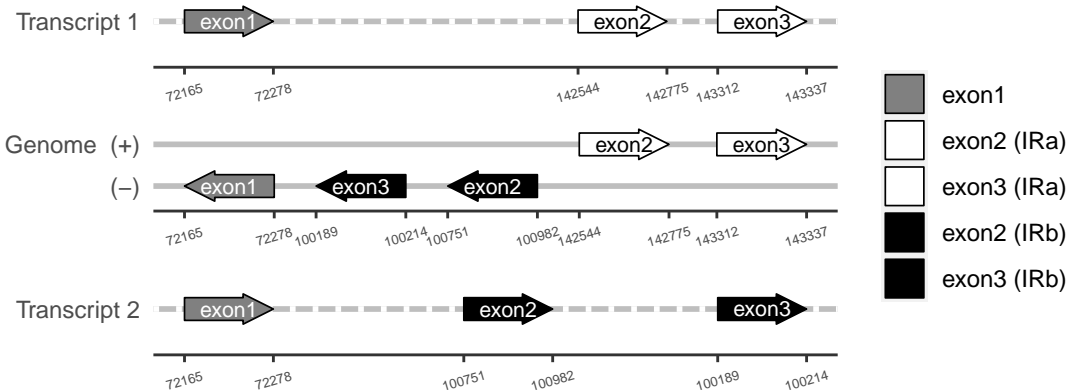 Transcript 1 exon1 exon2 exon3
72165 72278 142544 142775 143312 143337
Genome (+) exon2 exon3
(−) exon1 exon3 exon2
72165 72278 100189 100214 100751 100982 142544 142775 143312 143337
Transcript 2 exon1 exon2 exon3
72165 72278 100751 100982 100189 100214
exon1
exon2 (IRa)
exon3 (IRa)
exon2 (IRb)
exon3 (IRb)